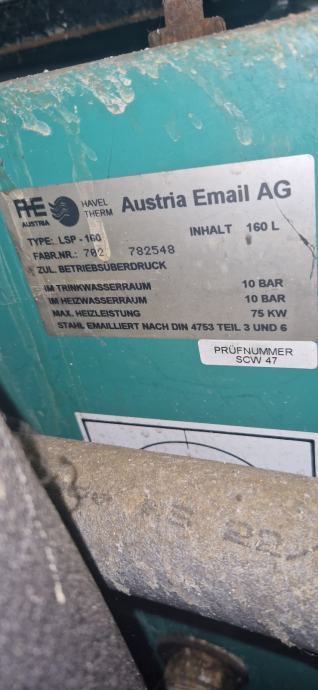 AE AUSTRIA HAVEL THERM Austria Email AG
TYPE: LSP - 160 INHALT 160 L
FABR.NR.: 702 782548
ZUL. BETRIEBSÜBERDRUCK
IM TRINKWASSERRAUM 10 BAR
IM HEIZWASSERRAUM 10 BAR
MAX. HEIZLEISTUNG 75 KW
STAHL EMAILLIERT NACH DIN 4753 TEIL 3 UND 6
PRÜFNUMMER
SCW 47
22